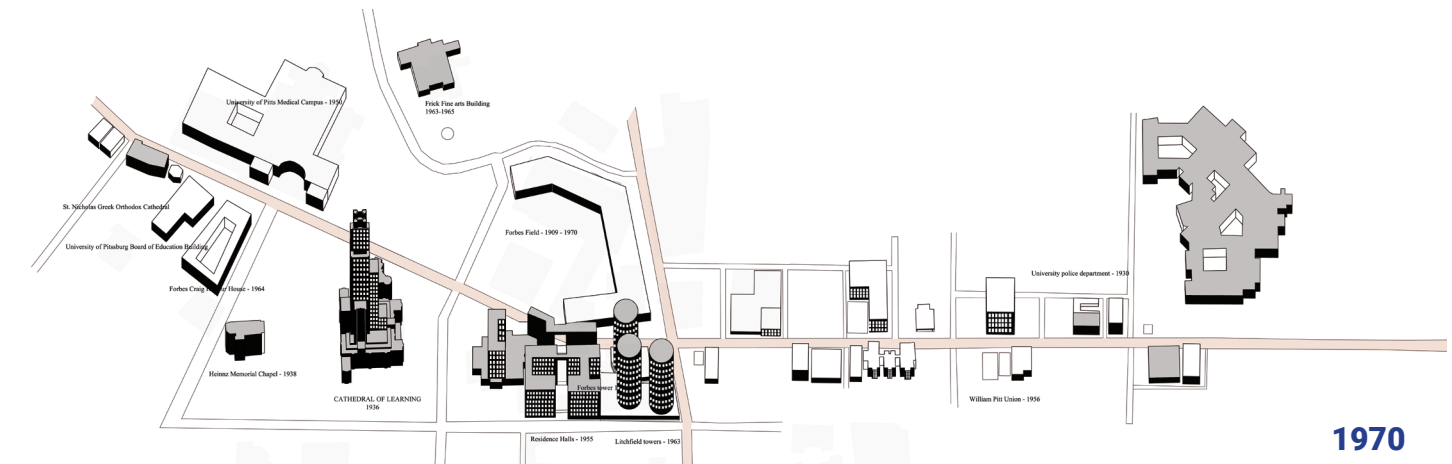 University of Pitts Medical Campus - 1950
Frick Fine arts Building
1963-1965
St. Nicholas Greek Orthodox Cathedral
University of Pittsburg Board of Education Building
Forbes Craig House - 1964
Forbes Field - 1909 - 1970
University police department - 1930
Heinnz Memorial Chapel - 1938
CATHEDRAL OF LEARNING
1936
Forbes tower
William Pitt Union - 1956
Residence Halls - 1955
Litchfield towers - 1963
1970